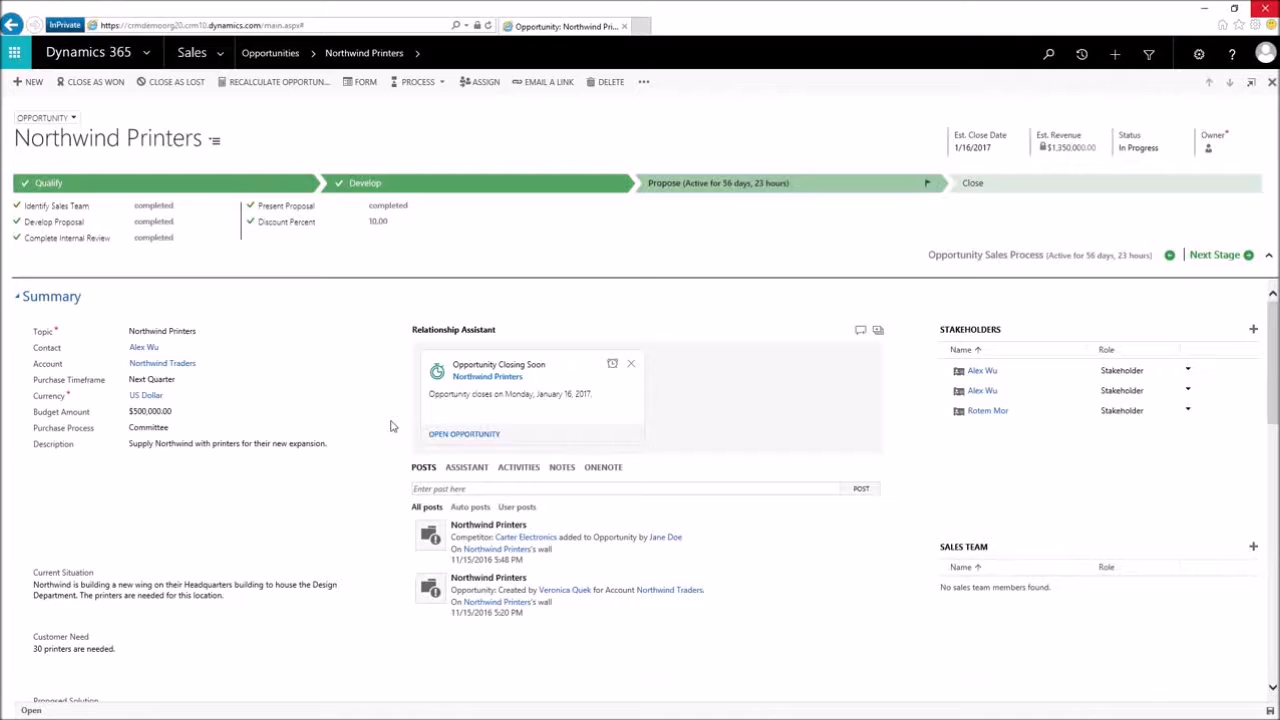 InPrivate https://crmdemoorg20.crm10.dynamics.com/main.aspx# Opportunity: Northwind Pri...
Dynamics 365 Sales Opportunities Northwind Printers
NEW CLOSE AS WON CLOSE AS LOST RECALCULATE OPPORTUN... FORM PROCESS ASSIGN EMAIL A LINK DELETE
OPPORTUNITY
Northwind Printers
Est. Close Date
1/16/2017
Est. Revenue
$1,350,000.00
Status
In Progress
Owner*
Qualify Develop Propose (Active for 56 days, 23 hours) Close
Identify Sales Team completed Present Proposal completed
Develop Proposal completed Discount Percent 10.00
Complete Internal Review completed
Opportunity Sales Process (Active for 56 days, 23 hours) Next Stage
Summary
Topic* Northwind Printers
Contact Alex Wu
Account Northwind Traders
Purchase Timeframe Next Quarter
Currency* US Dollar
Budget Amount $500,000.00
Purchase Process Committee
Description Supply Northwind with printers for their new expansion.
Current Situation
Northwind is building a new wing on their Headquarters building to house the Design
Department. The printers are needed for this location.
Customer Need
30 printers are needed.
Proposed Solution
Relationship Assistant
Opportunity Closing Soon
Northwind Printers
Opportunity closes on Monday, January 16, 2017.
OPEN OPPORTUNITY
POSTS ASSISTANT ACTIVITIES NOTES ONENOTE
Enter post here POST
All posts Auto posts User posts
Northwind Printers
Competitor: Carter Electronics added to Opportunity by Jane Doe
On Northwind Printers's wall
11/15/2016 5:48 PM
Northwind Printers
Opportunity: Created by Veronica Quek for Account Northwind Traders.
On Northwind Printers's wall
11/15/2016 5:20 PM
STAKEHOLDERS
Name Role
Alex Wu Stakeholder
Alex Wu Stakeholder
Rotem Mor Stakeholder
SALES TEAM
Name Role
No sales team members found.
Open